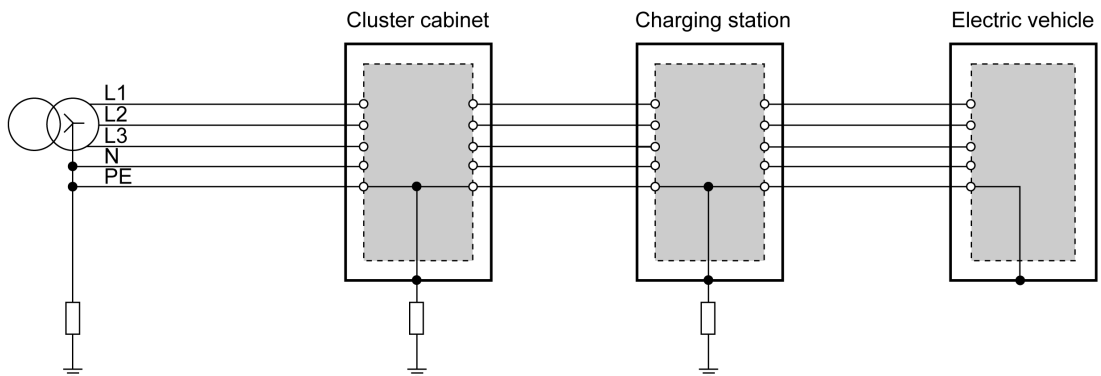 Cluster cabinet
Charging station
Electric vehicle
L1
L2
L3
N
PE